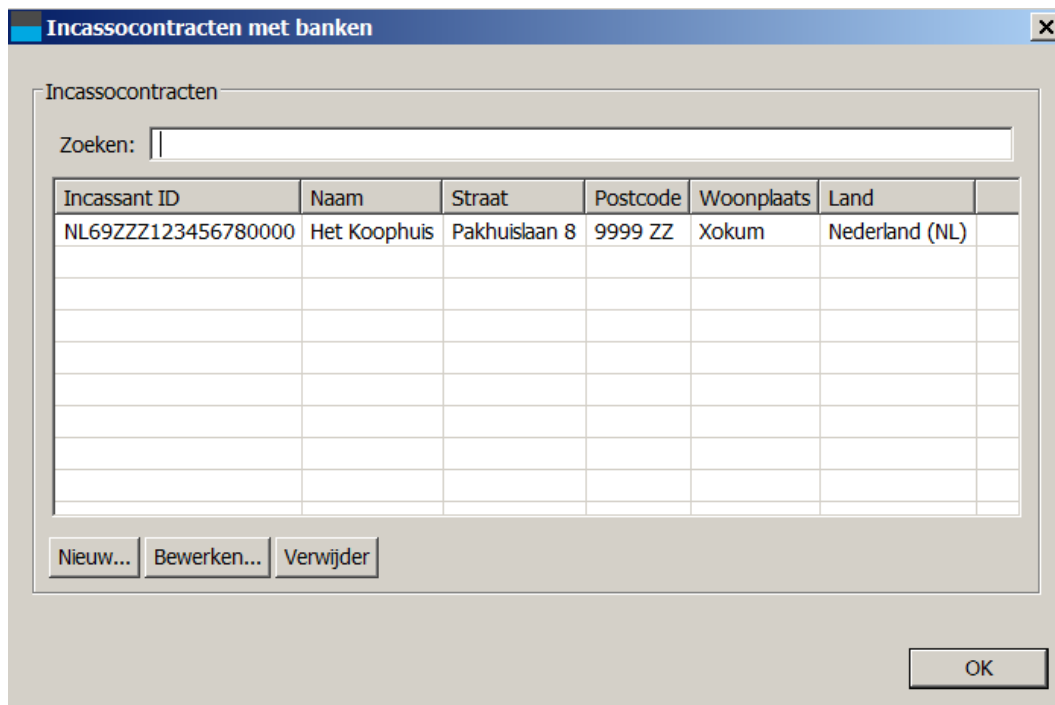 Incassocontracten met banken
Incassocontracten
Zoeken:
Incassant ID Naam Straat Postcode Woonplaats Land
NL69ZZZ123456780000 Het Koophuis Pakhuislaan 8 9999 ZZ Xokum Nederland (NL)
Nieuw... Bewerken... Verwijder
OK